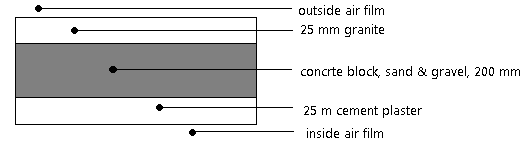 outside air film
25 mm granite
concrte block, sand & gravel, 200 mm
25 m cement plaster
inside air film